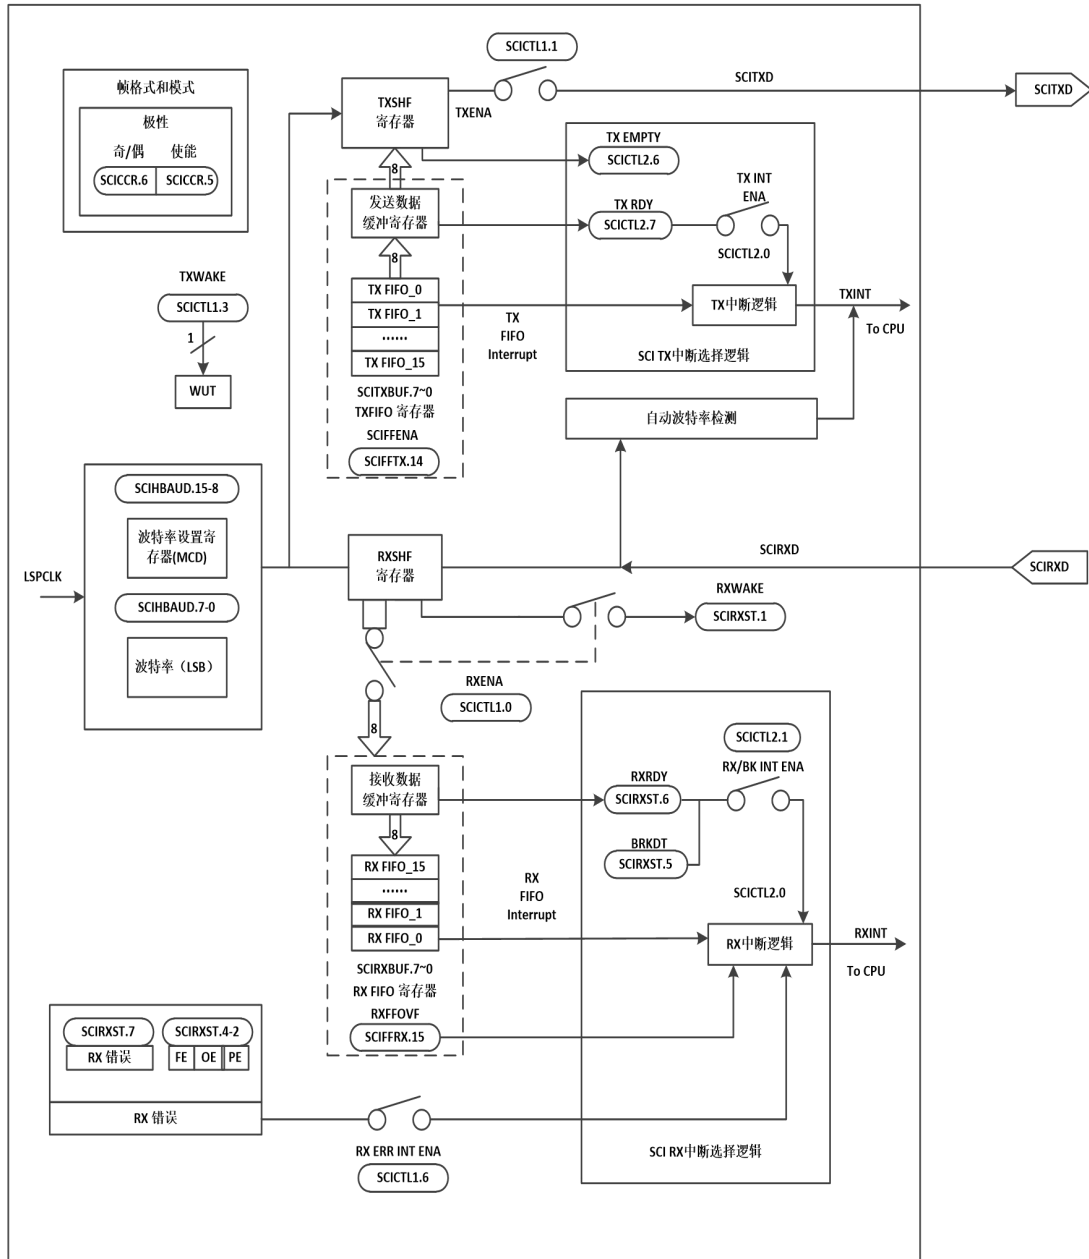 SCICTL1.1
SCITXD
SCITXD
帧格式和模式
极性
奇/偶 使能
SCICCR.6 SCICCR.5
TXSHF
寄存器
TXENA
TX EMPTY
SCICTL2.6
8
发送数据
缓冲寄存器
TX RDY
SCICTL2.7
TX INT
ENA
SCICTL2.0
8
TX FIFO_0
TX FIFO_1
······
TX FIFO_15
TX
FIFO
Interrupt
TX中断逻辑
TXINT
To CPU
SCI TX中断选择逻辑
TXWAKE
SCICTL1.3
1
WUT
SCITXBUF.7~0
TXFIFO 寄存器
SCIFFENA
SCIFFTX.14
自动波特率检测
SCIHBAUD.15-8
波特率设置寄
存器(MCD)
LSPCLK
SCIHBAUD.7-0
波特率（LSB）
RXSHF
寄存器
SCIRXD
SCIRXD
RXWAKE
SCIRXST.1
RXENA
SCICTL1.0
8
接收数据
缓冲寄存器
8
RX FIFO_15
······
RX FIFO_1
RX FIFO_0
RX
FIFO
Interrupt
SCICTL2.1
RX/BK INT ENA
RXRDY
SCIRXST.6
BRKDT
SCIRXST.5
SCICTL2.0
RX中断逻辑
RXINT
To CPU
SCIRXBUF.7~0
RX FIFO 寄存器
RXFFOVF
SCIFFRX.15
SCIRXST.7 SCIRXST.4-2
RX 错误 FE OE PE
RX 错误
RX ERR INT ENA
SCICTL1.6
SCI RX中断选择逻辑